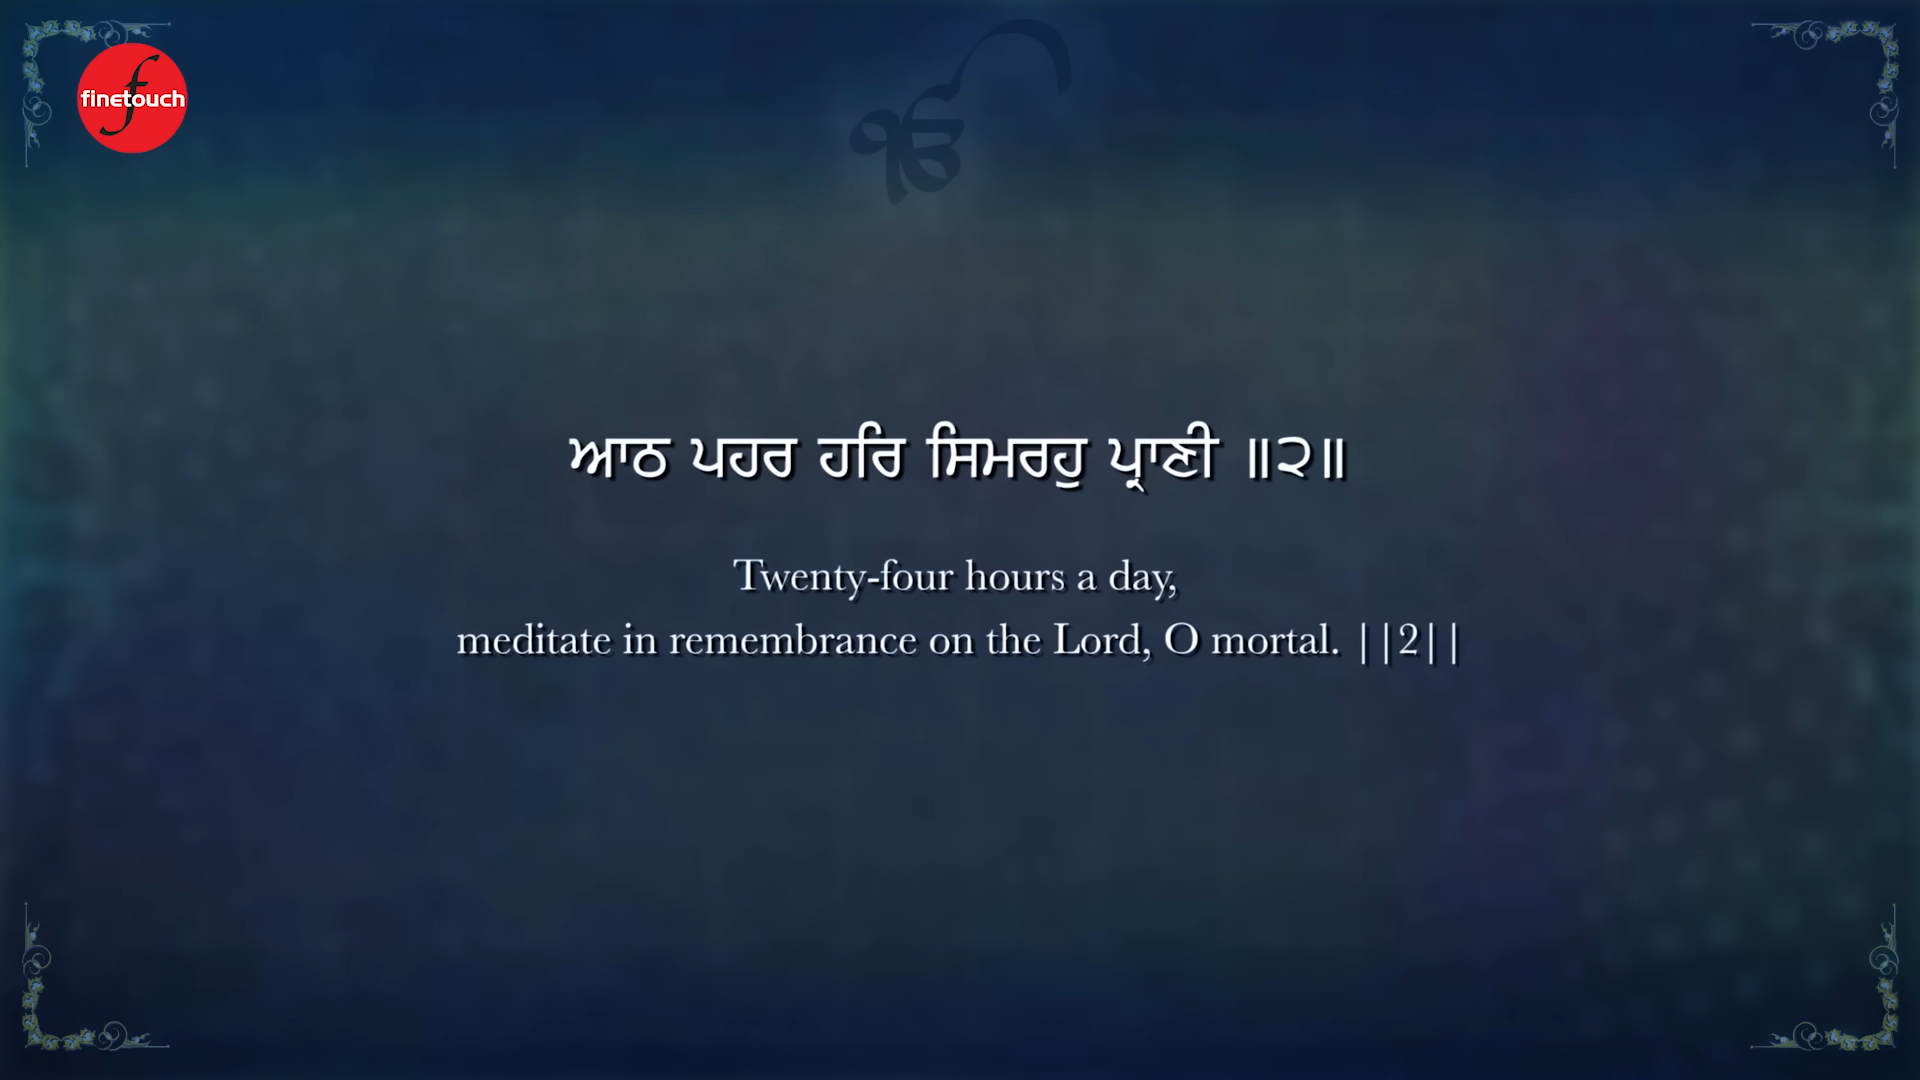 finetouch
ੴ
ਆਠ ਪਹਰ ਹਰਿ ਸਿਮਰਹੁ ਪ੍ਰਾਣੀ ॥੨॥
Twenty-four hours a day,
meditate in remembrance on the Lord, O mortal. ||2||